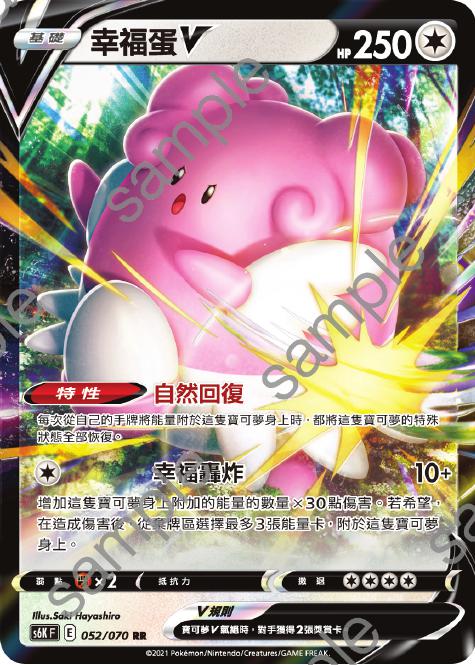 基礎 幸福蛋V HP 250
特性 自然回復
每次從自己的手牌將能量附於這隻寶可夢身上時，都將這隻寶可夢的特殊
狀態全部恢復。
幸福轟炸 10+
增加這隻寶可夢身上附加的能量的數量×30點傷害。若希望，
在造成傷害後，從棄牌區選擇最多3張能量卡，附於這隻寶可夢
身上。
弱點 ×2 抵抗力 撤退
Illus.Saki Hayashiro
s6K F E 052/070 RR
V規則
寶可夢V氣絕時，對手獲得2張獎賞卡。
©2021 Pokémon/Nintendo/Creatures/GAME FREAK.
sample
sample
sample
sample
sample
sample